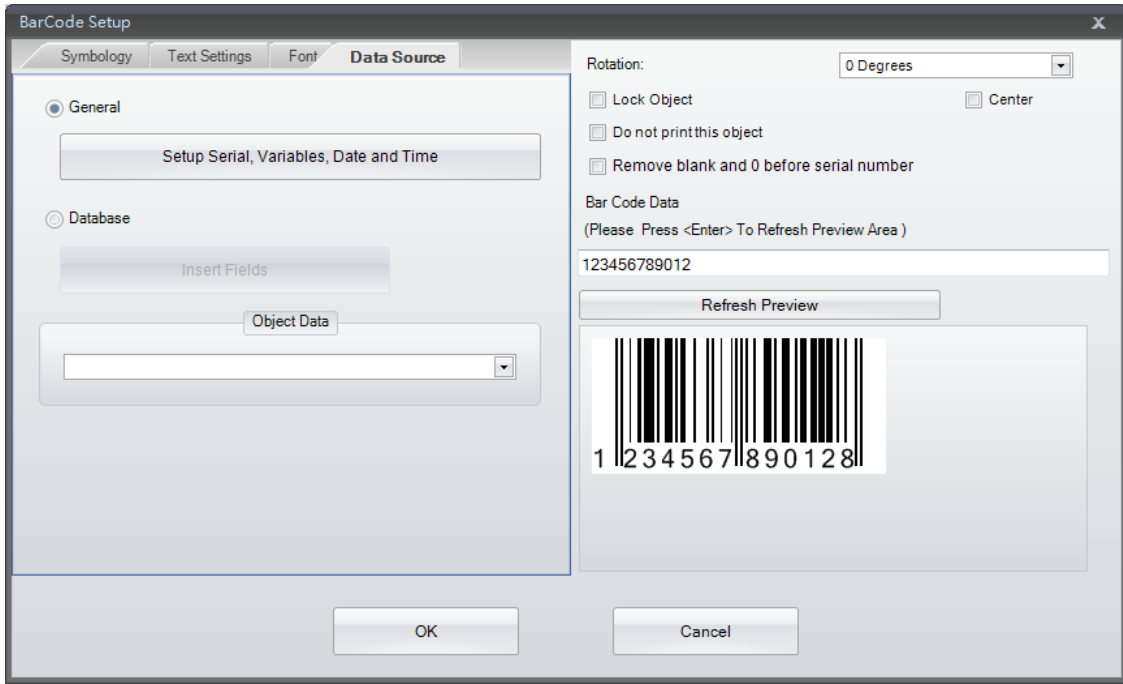 BarCode Setup
x
Symbology Text Settings Font Data Source
General
Setup Serial, Variables, Date and Time
Database
Insert Fields
Object Data
Rotation: 0 Degrees
Lock Object Center
Do not print this object
Remove blank and 0 before serial number
Bar Code Data
(Please Press <Enter> To Refresh Preview Area )
123456789012
Refresh Preview
1 234567 890128
OK Cancel